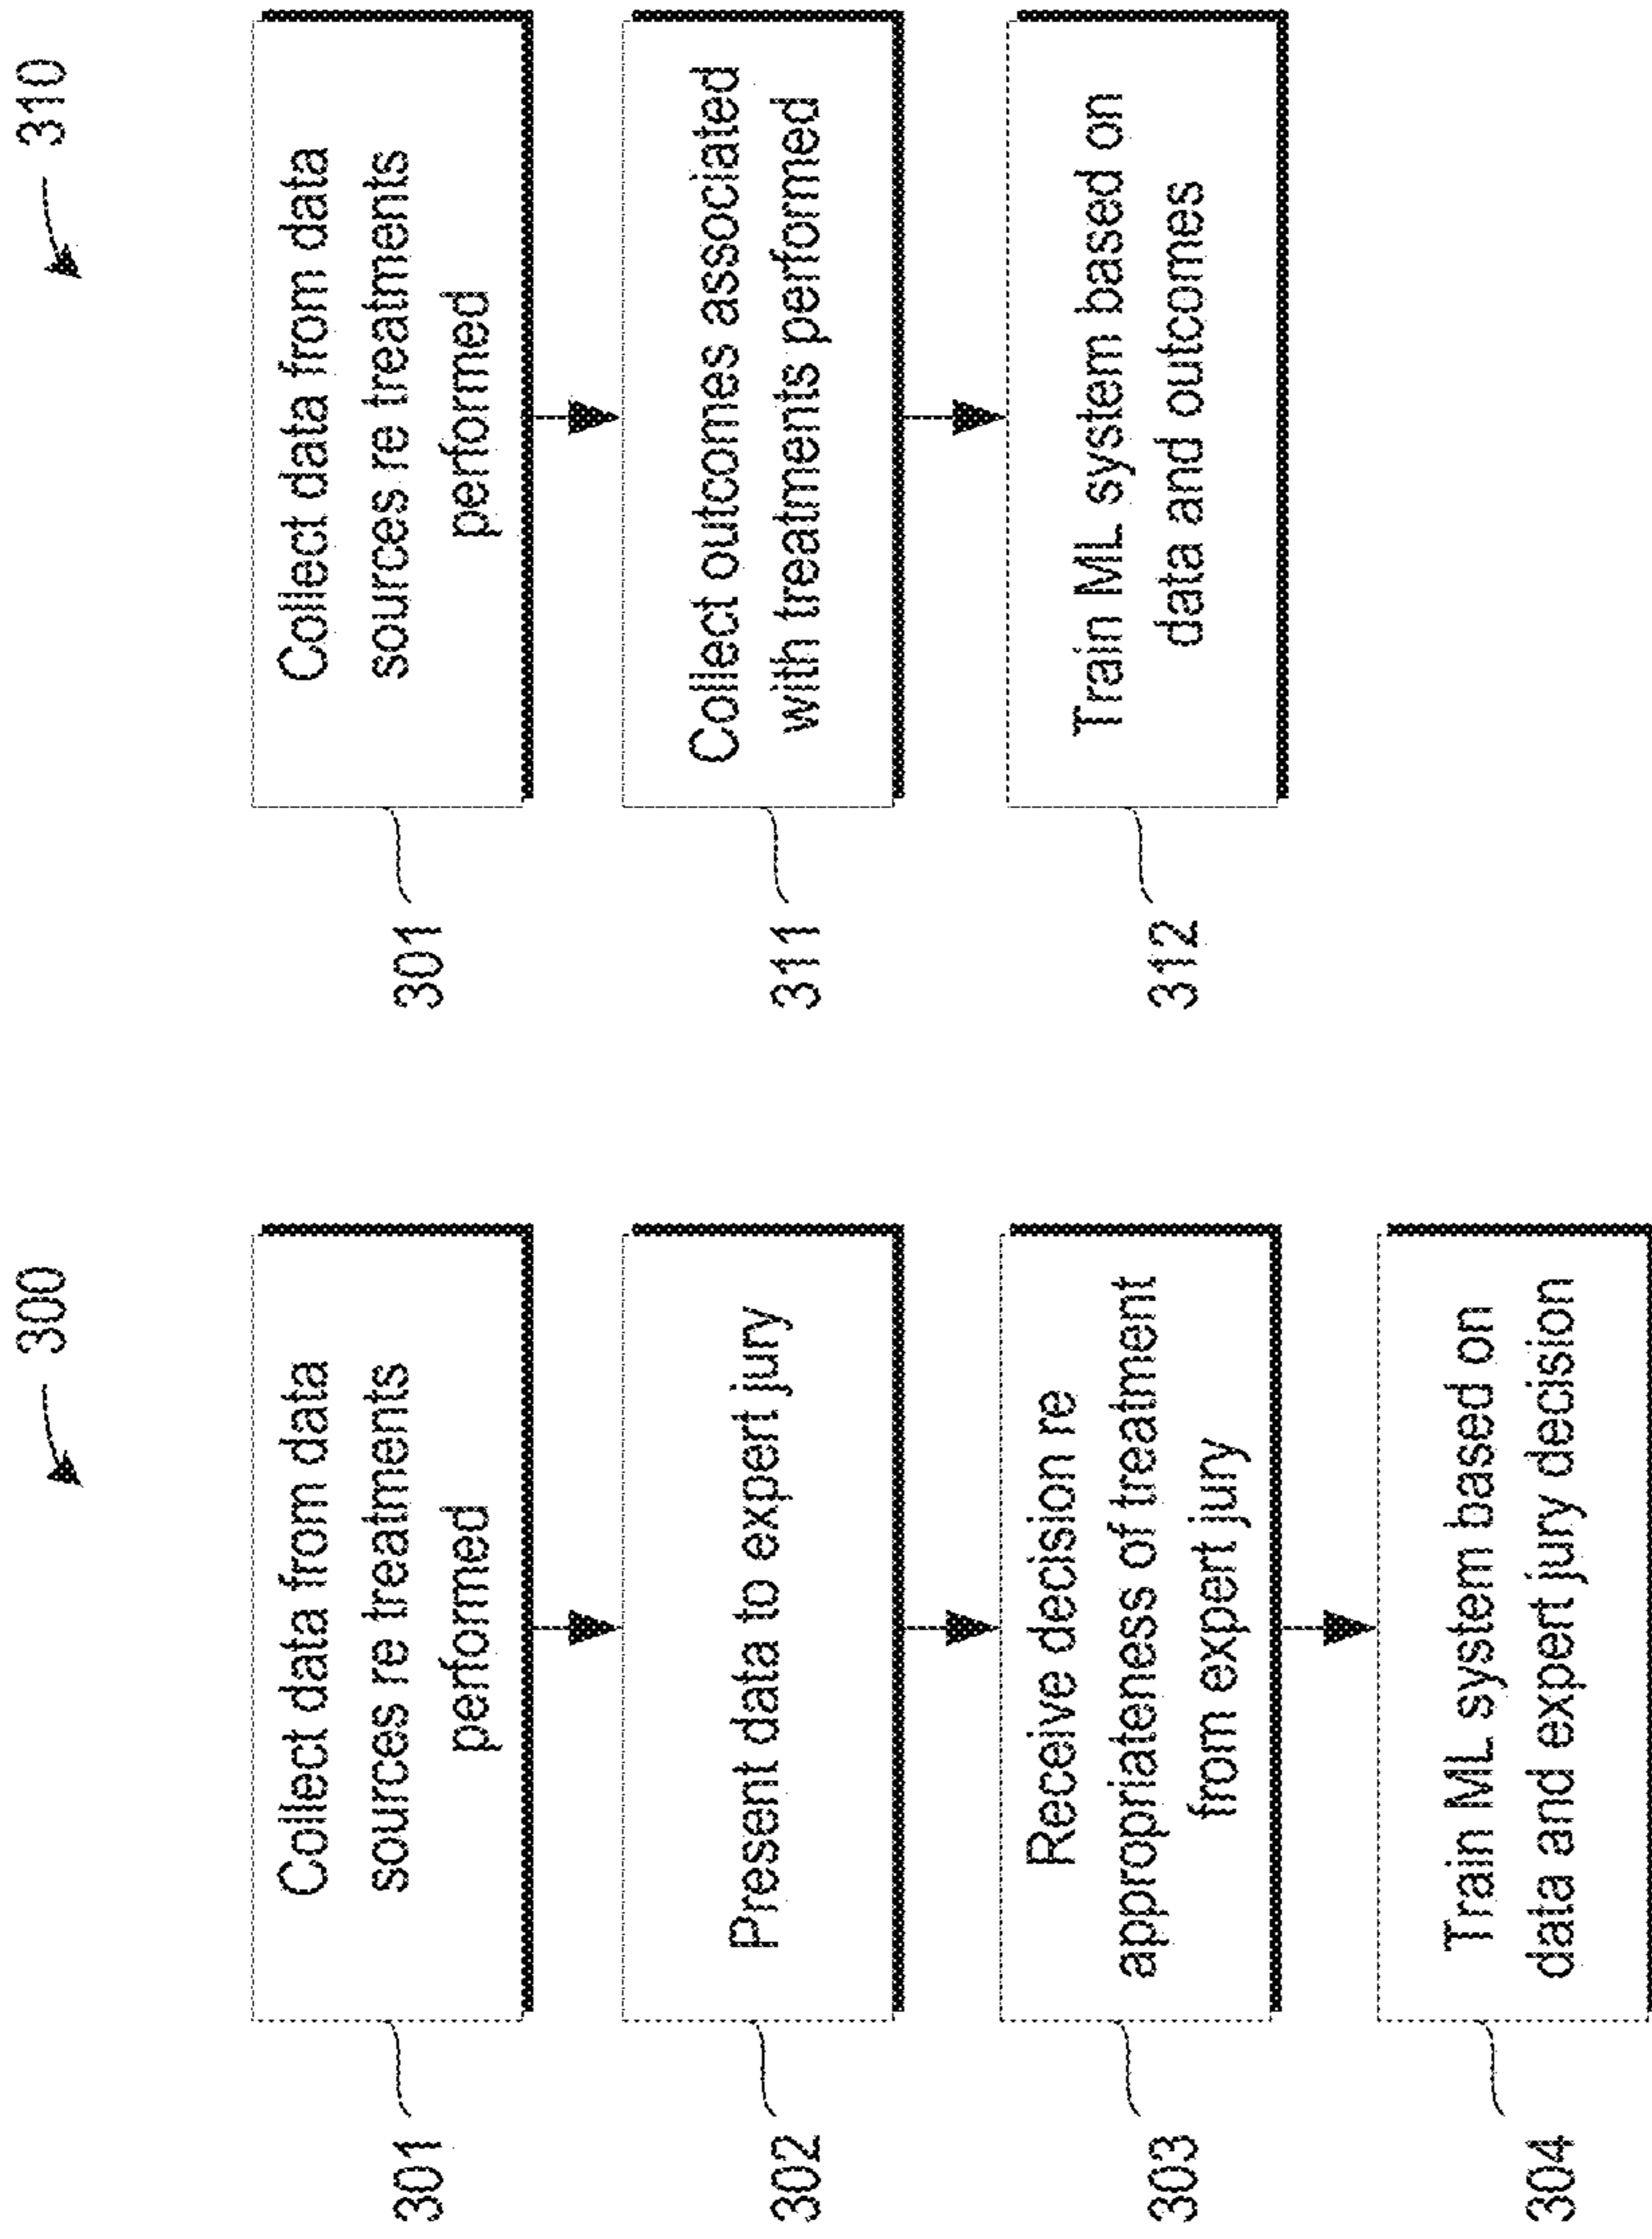 300
301
Collect data from data
sources re treatments
performed
302
Present data to expert jury
303
Receive decision re
appropriateness of treatment
from expert jury
304
Train ML system based on
data and expert jury decision
310
301
Collect data from data
sources re treatments
performed
311
Collect outcomes associated
with treatments performed
312
Train ML system based on
data and outcomes